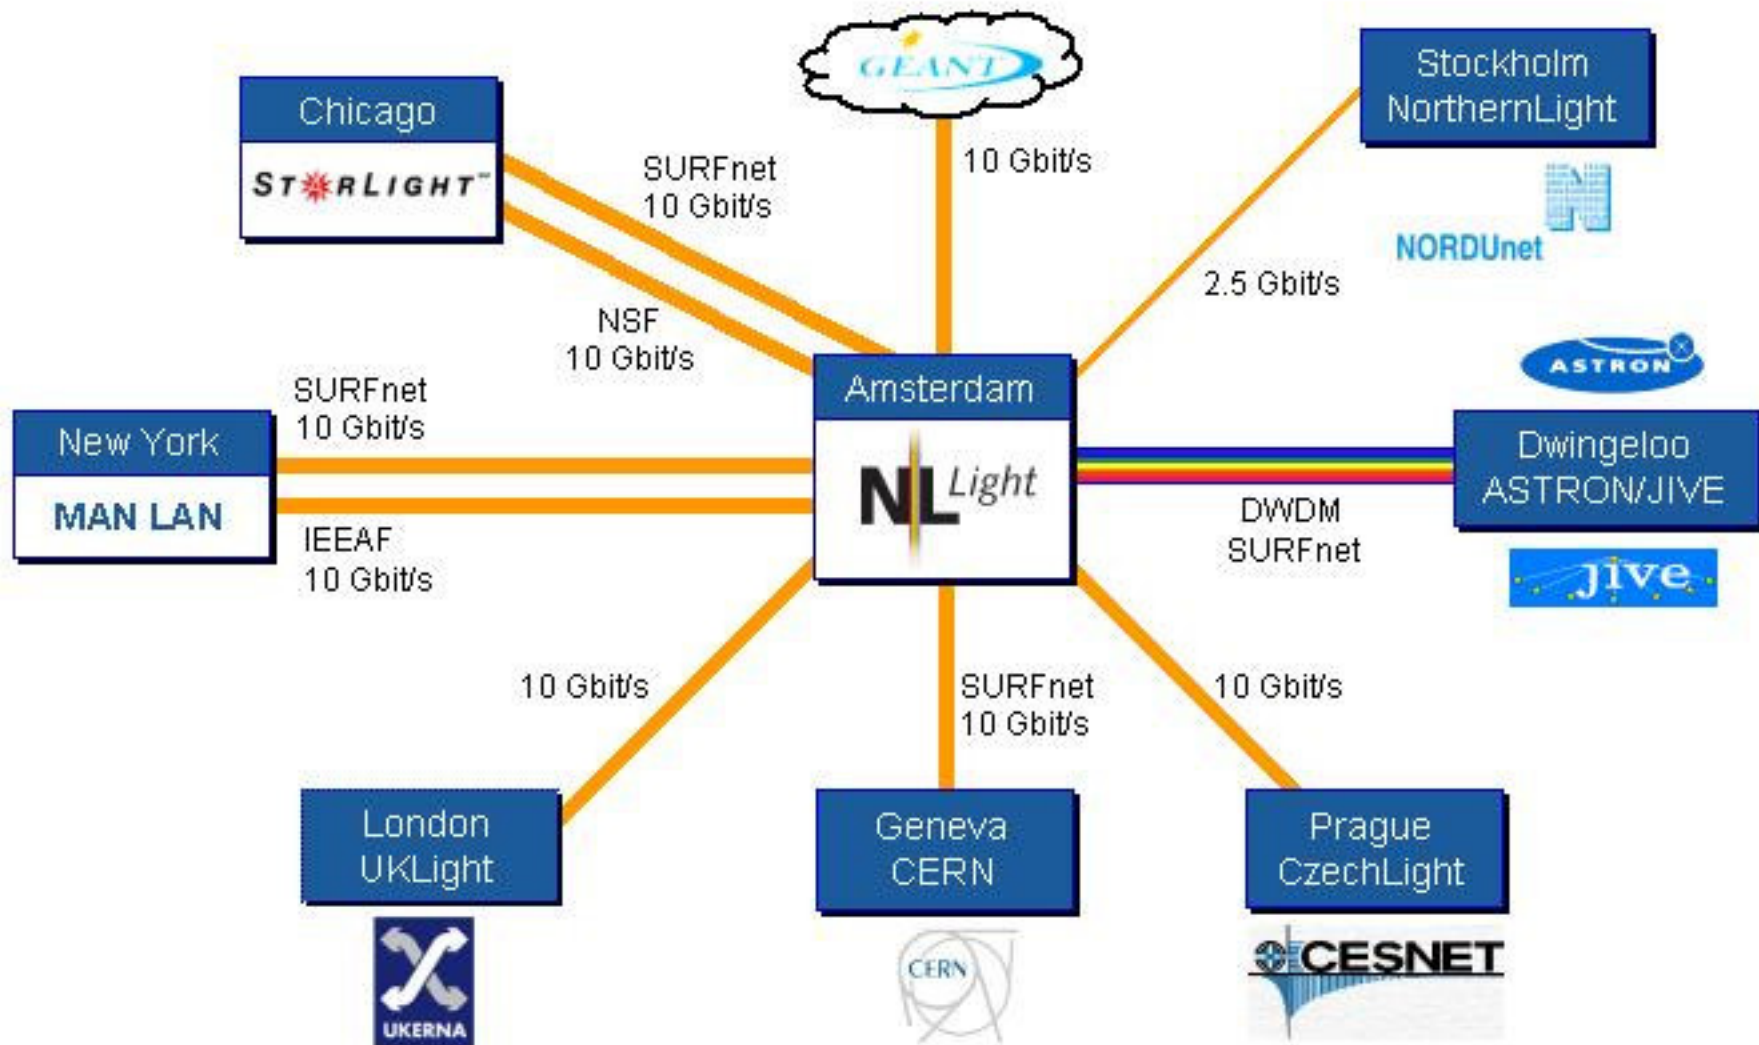 GÉANT
10 Gbit/s
Chicago
STARLIGHT™
SURFnet
10 Gbit/s
NSF
10 Gbit/s
Stockholm
NorthernLight
N
NORDUnet
2.5 Gbit/s
New York
MAN LAN
SURFnet
10 Gbit/s
IEEAF
10 Gbit/s
Amsterdam
NL Light
ASTRON
Dwingeloo
ASTRON/JIVE
DWDM
SURFnet
jive
10 Gbit/s
London
UKLight
UKERNA
SURFnet
10 Gbit/s
Geneva
CERN
CERN
10 Gbit/s
Prague
CzechLight
CESNET